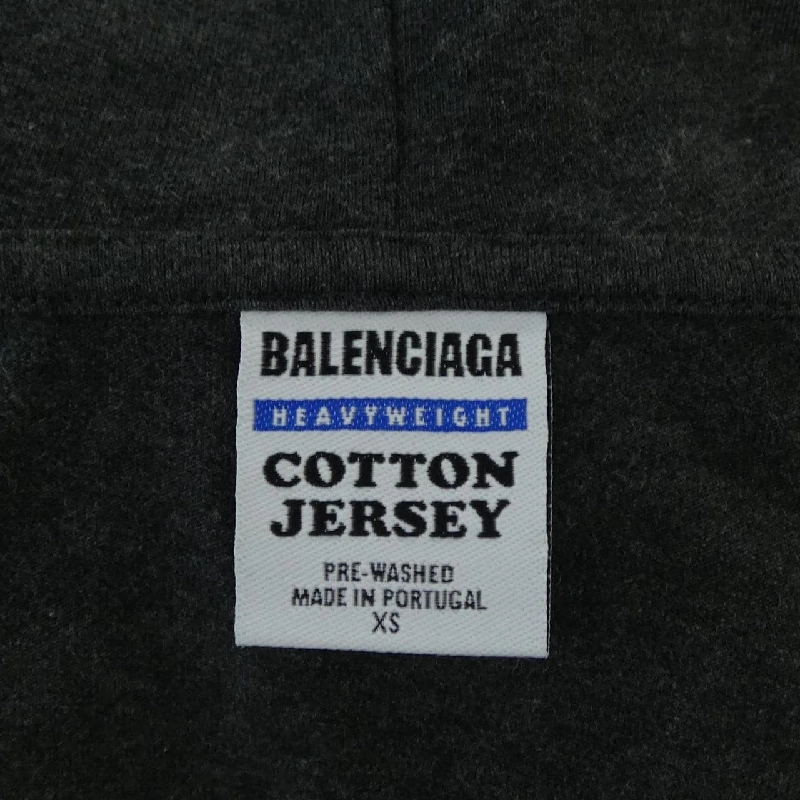 BALENCIAGA
HEAVYWEIGHT
COTTON
JERSEY
PRE-WASHED
MADE IN PORTUGAL
XS